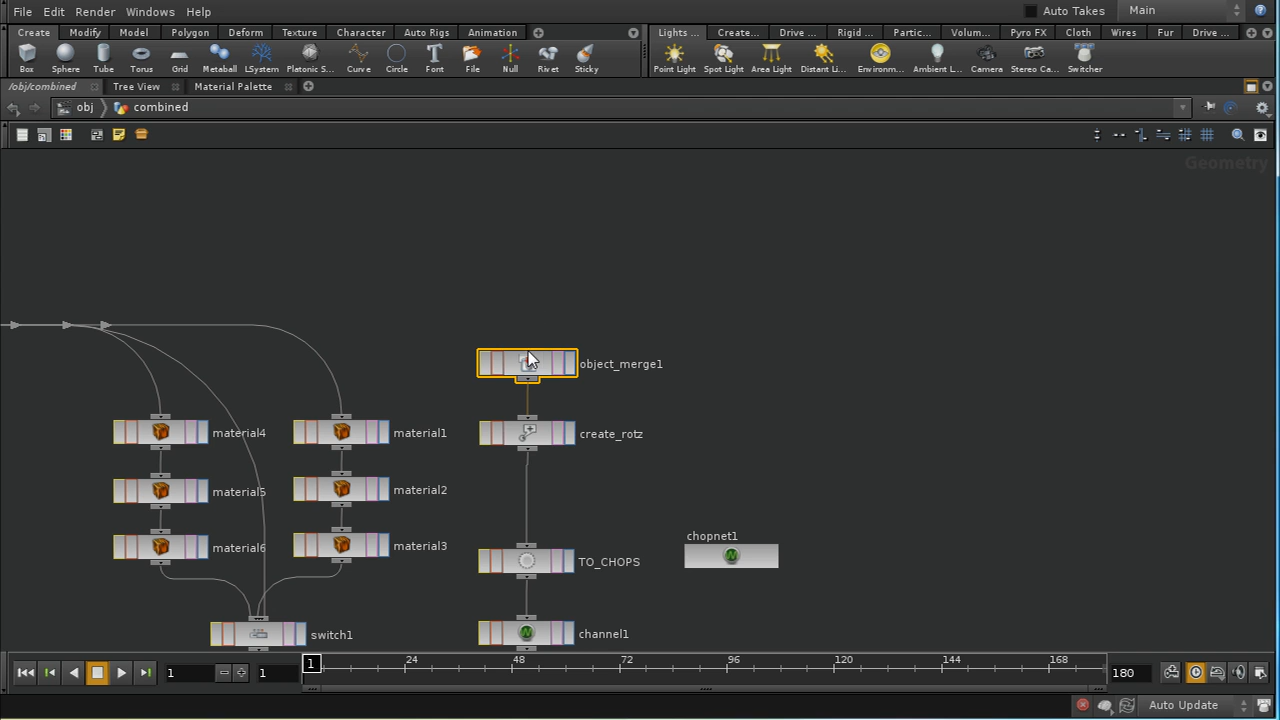 File Edit Render Windows Help Auto Takes Main
Create Modify Model Polygon Deform Texture Character Auto Rigs Animation Lights ... Create... Drive ... Rigid ... Partic... Volum... Pyro FX Cloth Wires Fur Drive ...
Box Sphere Tube Torus Grid Metaball LSystem Platonic S... Curve Circle Font File Null Rivet Sticky Point Light Spot Light Area Light Distant Li... Environm... Ambient L... Camera Stereo Ca... Switcher
/obj/combined Tree View Material Palette
obj combined
Geometry
object_merge1
material4 material1 create_rotz
material5 material2
chopnet1
material6 material3 TO_CHOPS
switch1 channel1
1 1 1 24 48 72 96 120 144 168 180
Auto Update